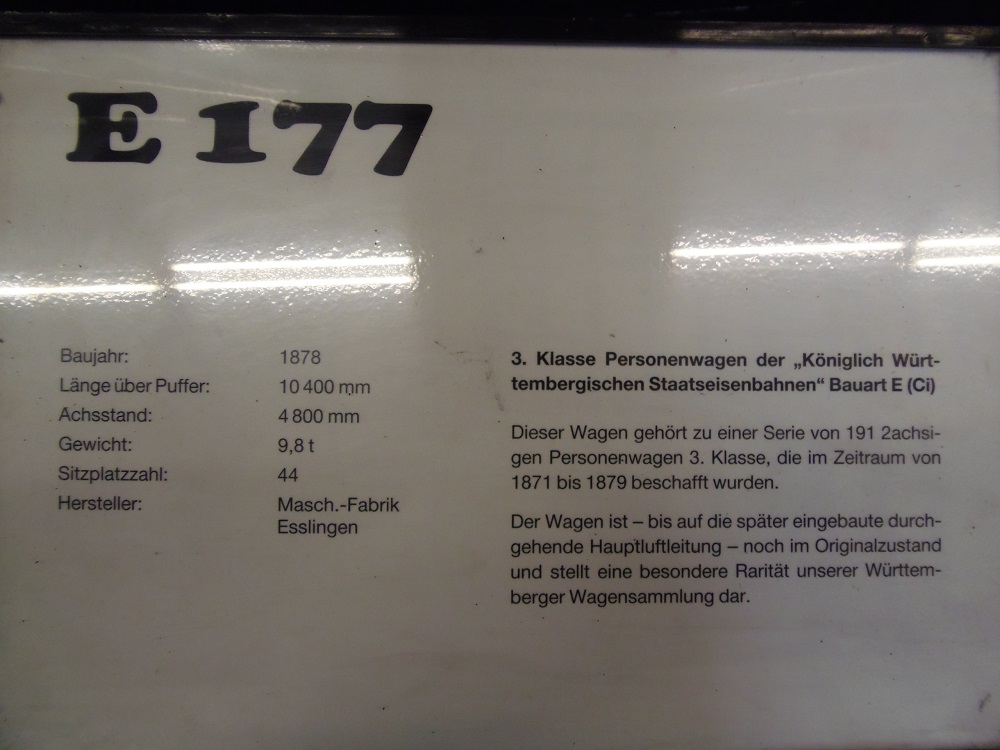 E 177
Baujahr: 1878
Länge über Puffer: 10 400 mm
Achsstand: 4 800 mm
Gewicht: 9,8 t
Sitzplatzzahl: 44
Hersteller: Masch.-Fabrik
Esslingen
3. Klasse Personenwagen der „Königlich Würt-
tembergischen Staatseisenbahnen“ Bauart E (Ci)
Dieser Wagen gehört zu einer Serie von 191 2achsi-
gen Personenwagen 3. Klasse, die im Zeitraum von
1871 bis 1879 beschafft wurden.
Der Wagen ist – bis auf die später eingebaute durch-
gehende Hauptluftleitung – noch im Originalzustand
und stellt eine besondere Rarität unserer Württem-
berger Wagensammlung dar.